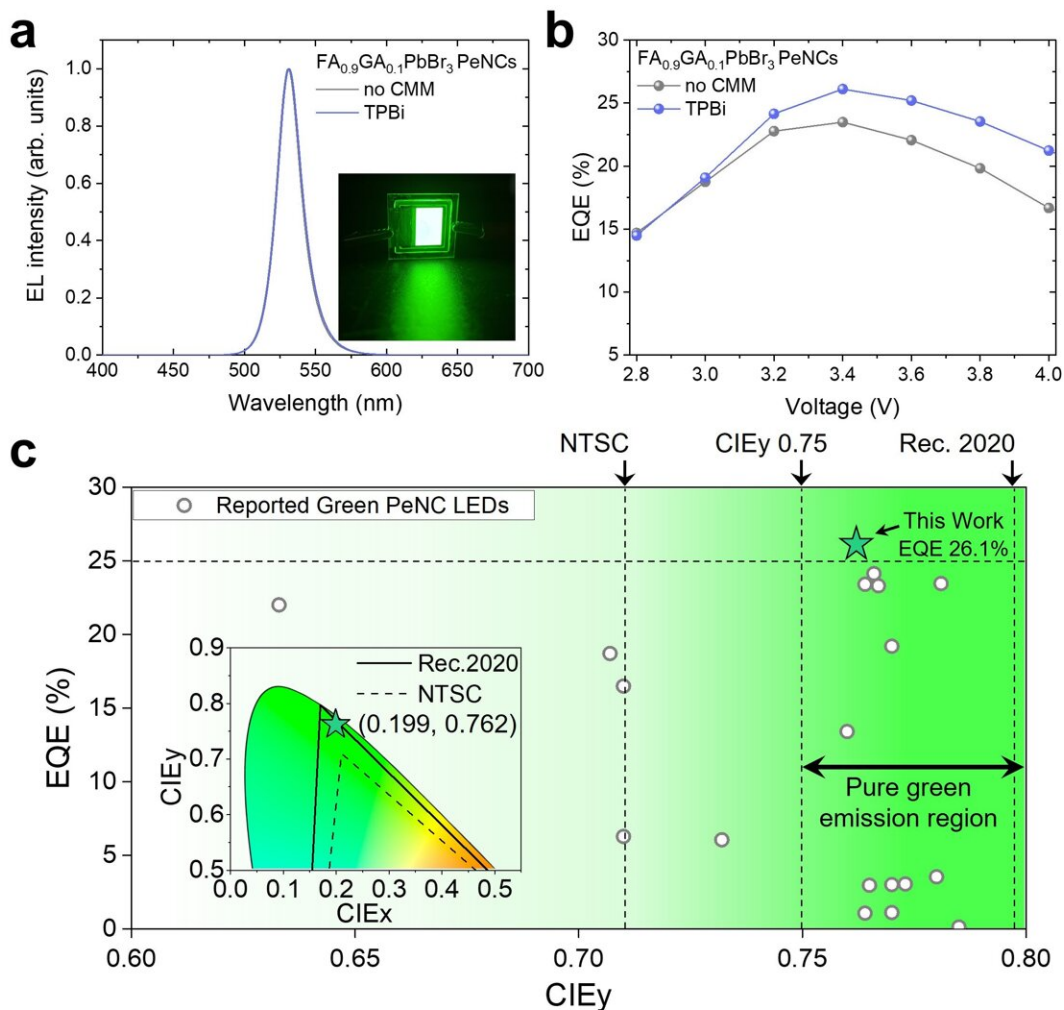 a
FA₀.₉GA₀.₁PbBr₃ PeNCs
no CMM
TPBi
EL intensity (arb. units)
1.0
0.8
0.6
0.4
0.2
0.0
400 450 500 550 600 650 700
Wavelength (nm)
b
FA₀.₉GA₀.₁PbBr₃ PeNCs
no CMM
TPBi
EQE (%)
30
25
20
15
10
5
2.8 3.0 3.2 3.4 3.6 3.8 4.0
Voltage (V)
c
NTSC CIEy 0.75 Rec. 2020
Reported Green PeNC LEDs
This Work
EQE 26.1%
EQE (%)
30
25
20
15
10
5
0
Pure green
emission region
0.60 0.65 0.70 0.75 0.80
CIEy
Rec.2020
NTSC
(0.199, 0.762)
CIEy
0.9
0.8
0.7
0.6
0.5
0.0 0.1 0.2 0.3 0.4 0.5
CIEx